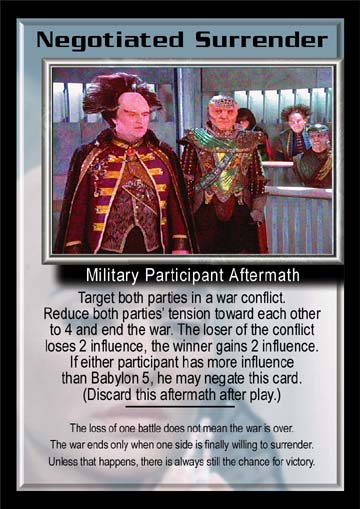 Negotiated Surrender
Military Participant Aftermath
Target both parties in a war conflict.
Reduce both parties' tension toward each other
to 4 and end the war. The loser of the conflict
loses 2 influence, the winner gains 2 influence.
If either participant has more influence
than Babylon 5, he may negate this card.
(Discard this aftermath after play.)
The loss of one battle does not mean the war is over.
The war ends only when one side is finally willing to surrender.
Unless that happens, there is always still the chance for victory.